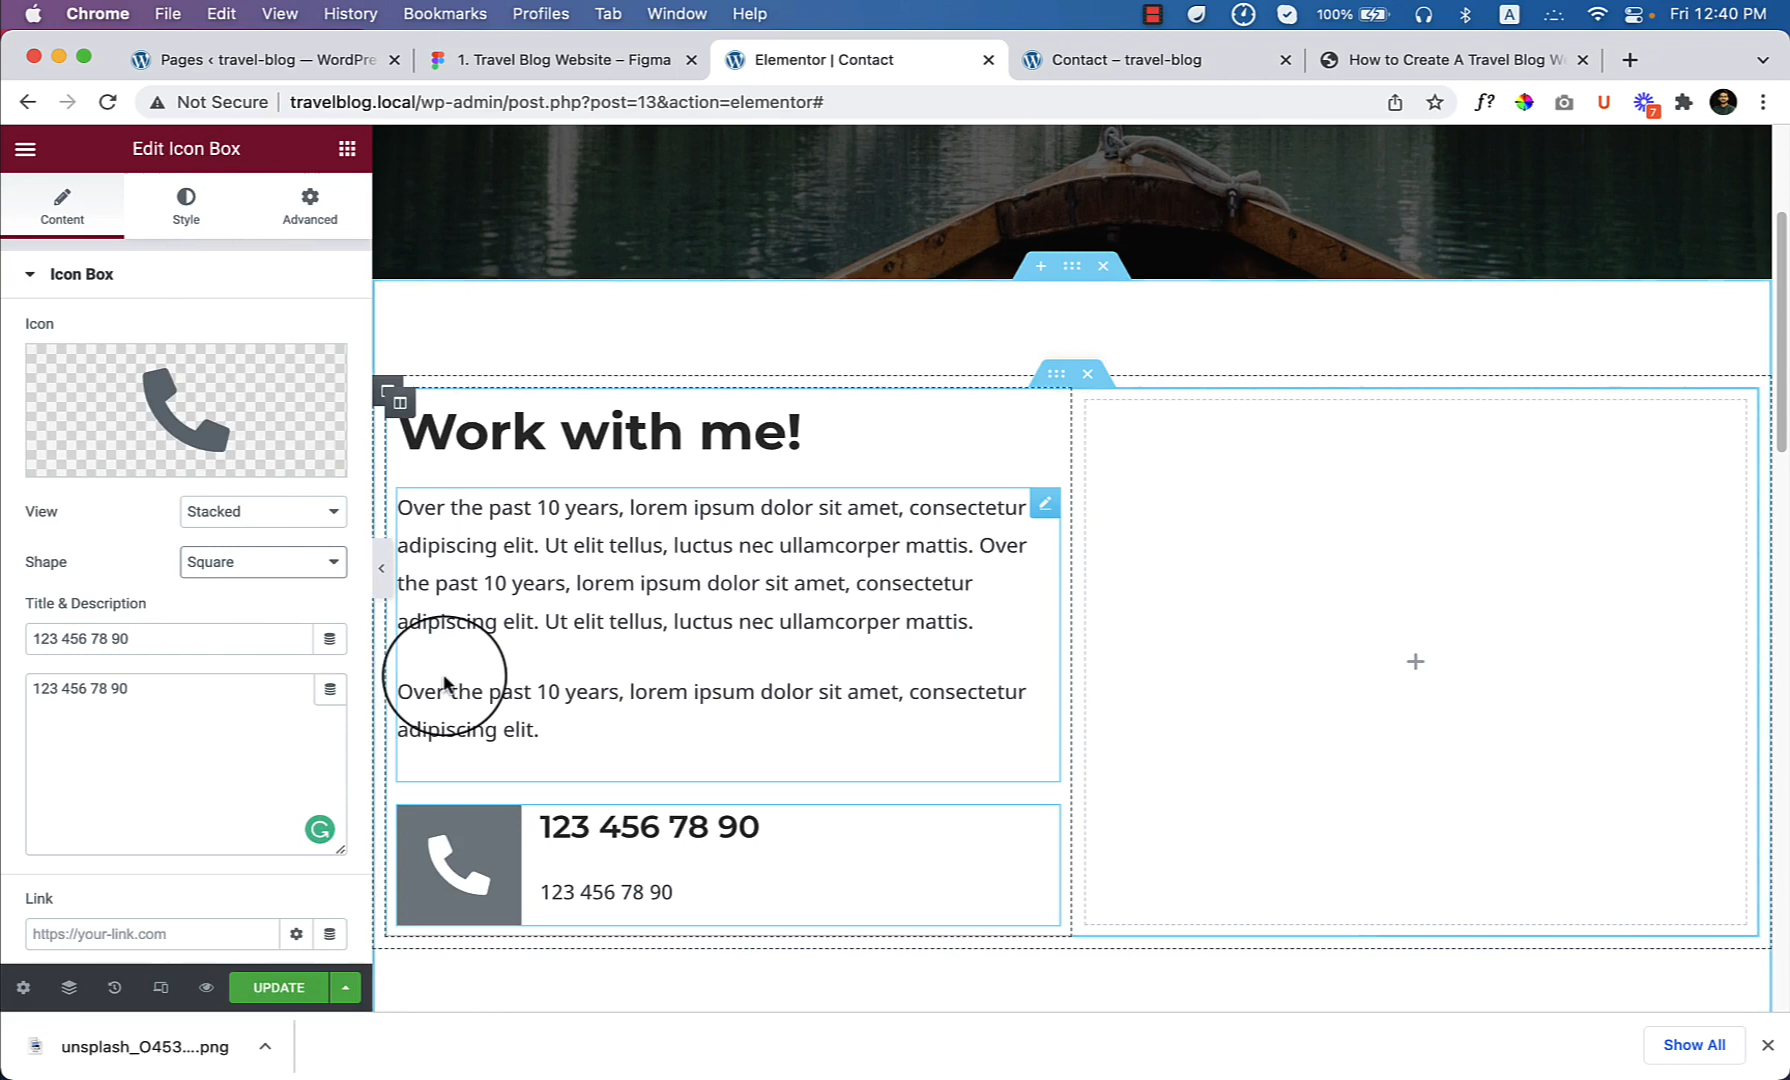 Chrome File Edit View History Bookmarks Profiles Tab Window Help 100% A Fri 12:40 PM
Pages ‹ travel-blog — WordPre
1. Travel Blog Website – Figma
Elementor | Contact
Contact – travel-blog
How to Create A Travel Blog W
Not Secure travelblog.local/wp-admin/post.php?post=13&action=elementor#
f? U 7
Edit Icon Box
Content Style Advanced
Icon Box
Icon
View Stacked
Shape Square
Title & Description
123 456 78 90
123 456 78 90
Link
https://your-link.com
UPDATE
Work with me!
Over the past 10 years, lorem ipsum dolor sit amet, consectetur
adipiscing elit. Ut elit tellus, luctus nec ullamcorper mattis. Over
the past 10 years, lorem ipsum dolor sit amet, consectetur
adipiscing elit. Ut elit tellus, luctus nec ullamcorper mattis.
Over the past 10 years, lorem ipsum dolor sit amet, consectetur
adipiscing elit.
123 456 78 90
123 456 78 90
unsplash_O453....png
Show All